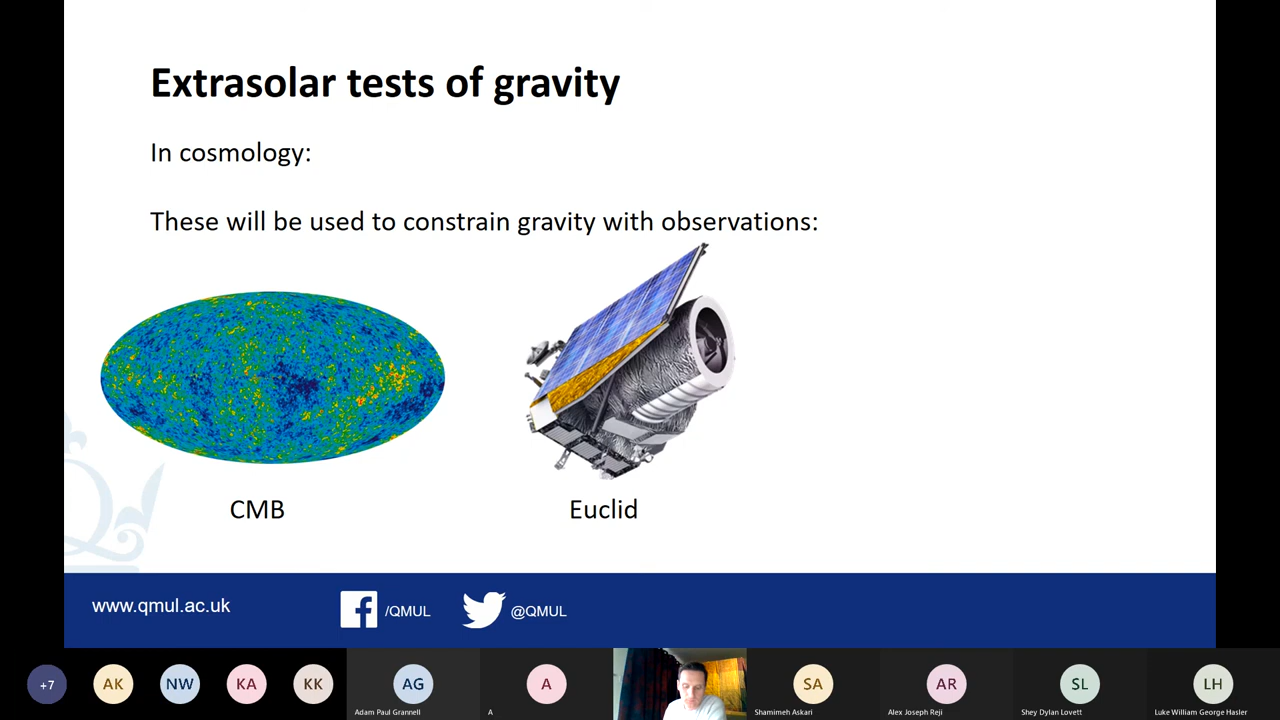 Extrasolar tests of gravity
In cosmology:
These will be used to constrain gravity with observations:
CMB
Euclid
www.qmul.ac.uk
/QMUL
@QMUL
+7
AK
NW
KA
KK
AG
A
SA
AR
SL
LH
Adam Paul Grannell
A
Shamimeh Askari
Alex Joseph Reji
Shey Dylan Lovett
Luke William George Hasler